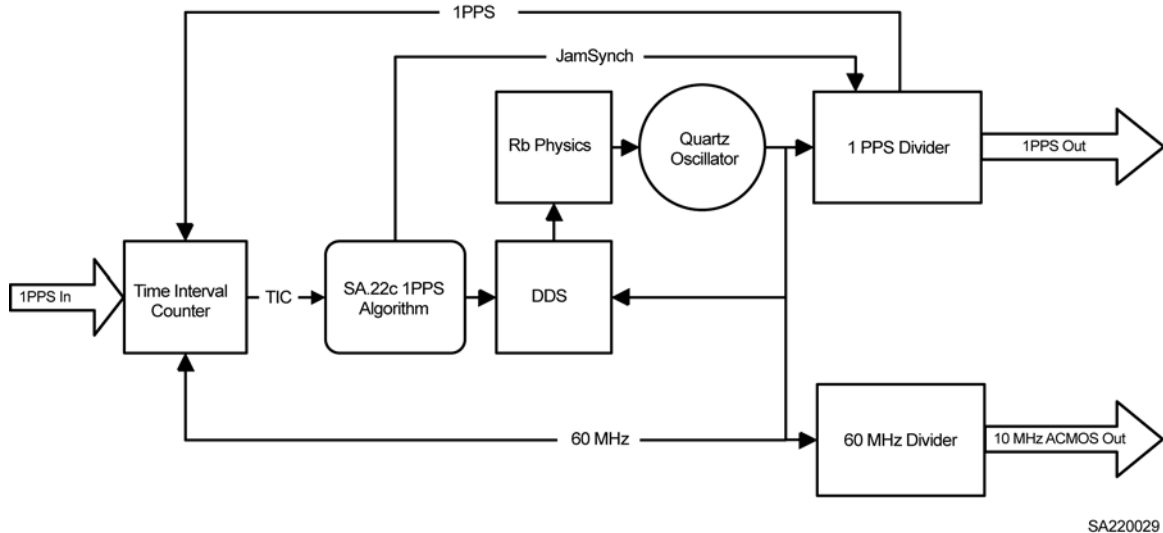 1PPS
JamSynch
Rb Physics
Quartz
Oscillator
1 PPS Divider
1PPS Out
1PPS In
Time Interval
Counter
TIC
SA.22c 1PPS
Algorithm
DDS
60 MHz
60 MHz Divider
10 MHz ACMOS Out
SA220029